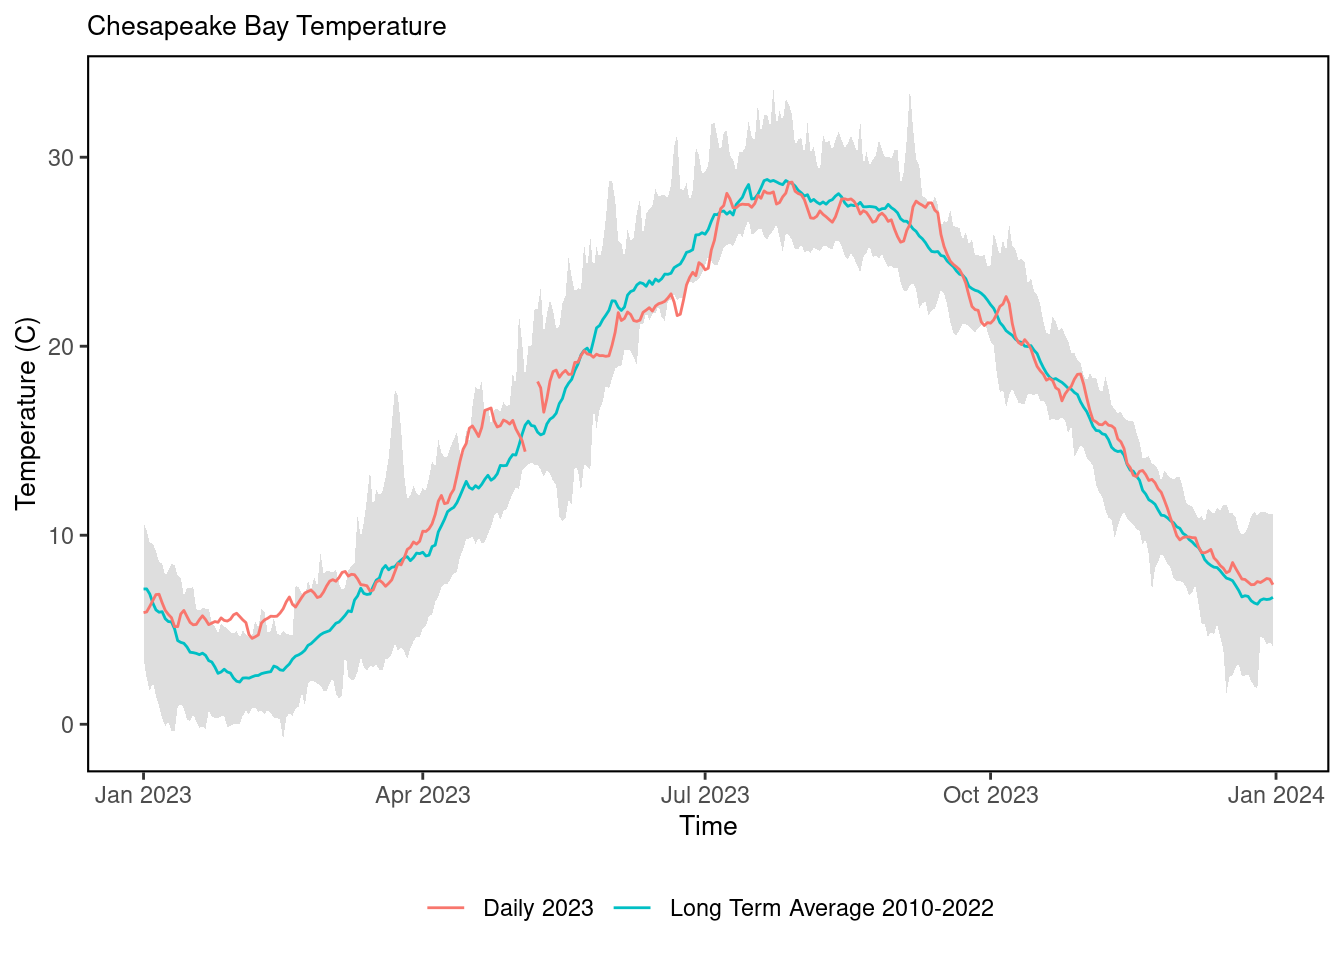 Chesapeake Bay Temperature
Temperature (C)
30
20
10
0
Jan 2023 Apr 2023 Jul 2023 Oct 2023 Jan 2024
Time
Daily 2023 Long Term Average 2010-2022